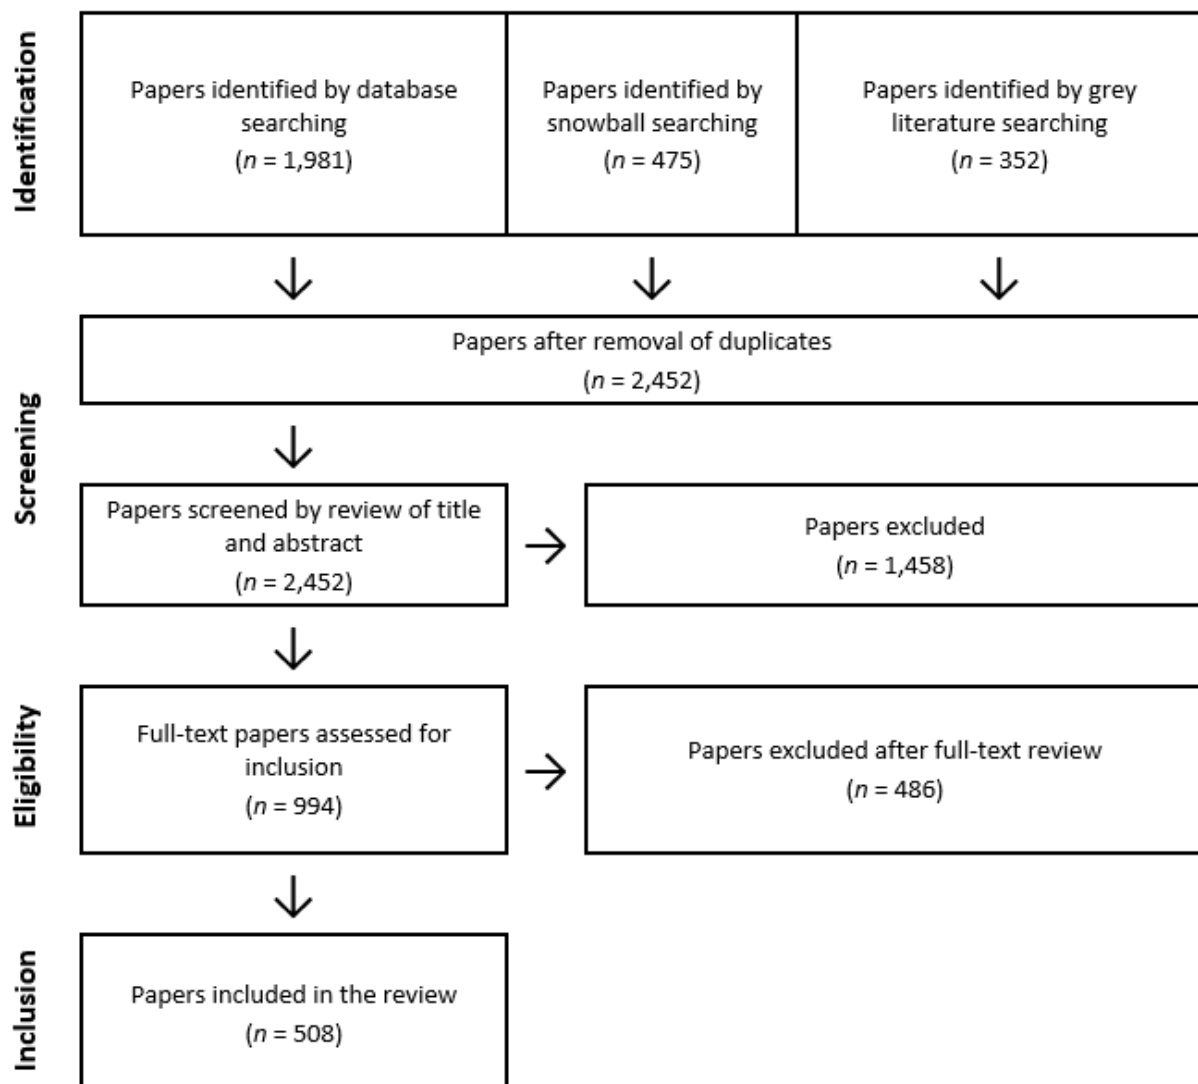 Identification
Papers identified by database
searching
(n = 1,981)
Papers identified by
snowball searching
(n = 475)
Papers identified by grey
literature searching
(n = 352)
Screening
Papers after removal of duplicates
(n = 2,452)
Papers screened by review of title
and abstract
(n = 2,452)
Papers excluded
(n = 1,458)
Eligibility
Full-text papers assessed for
inclusion
(n = 994)
Papers excluded after full-text review
(n = 486)
Inclusion
Papers included in the review
(n = 508)